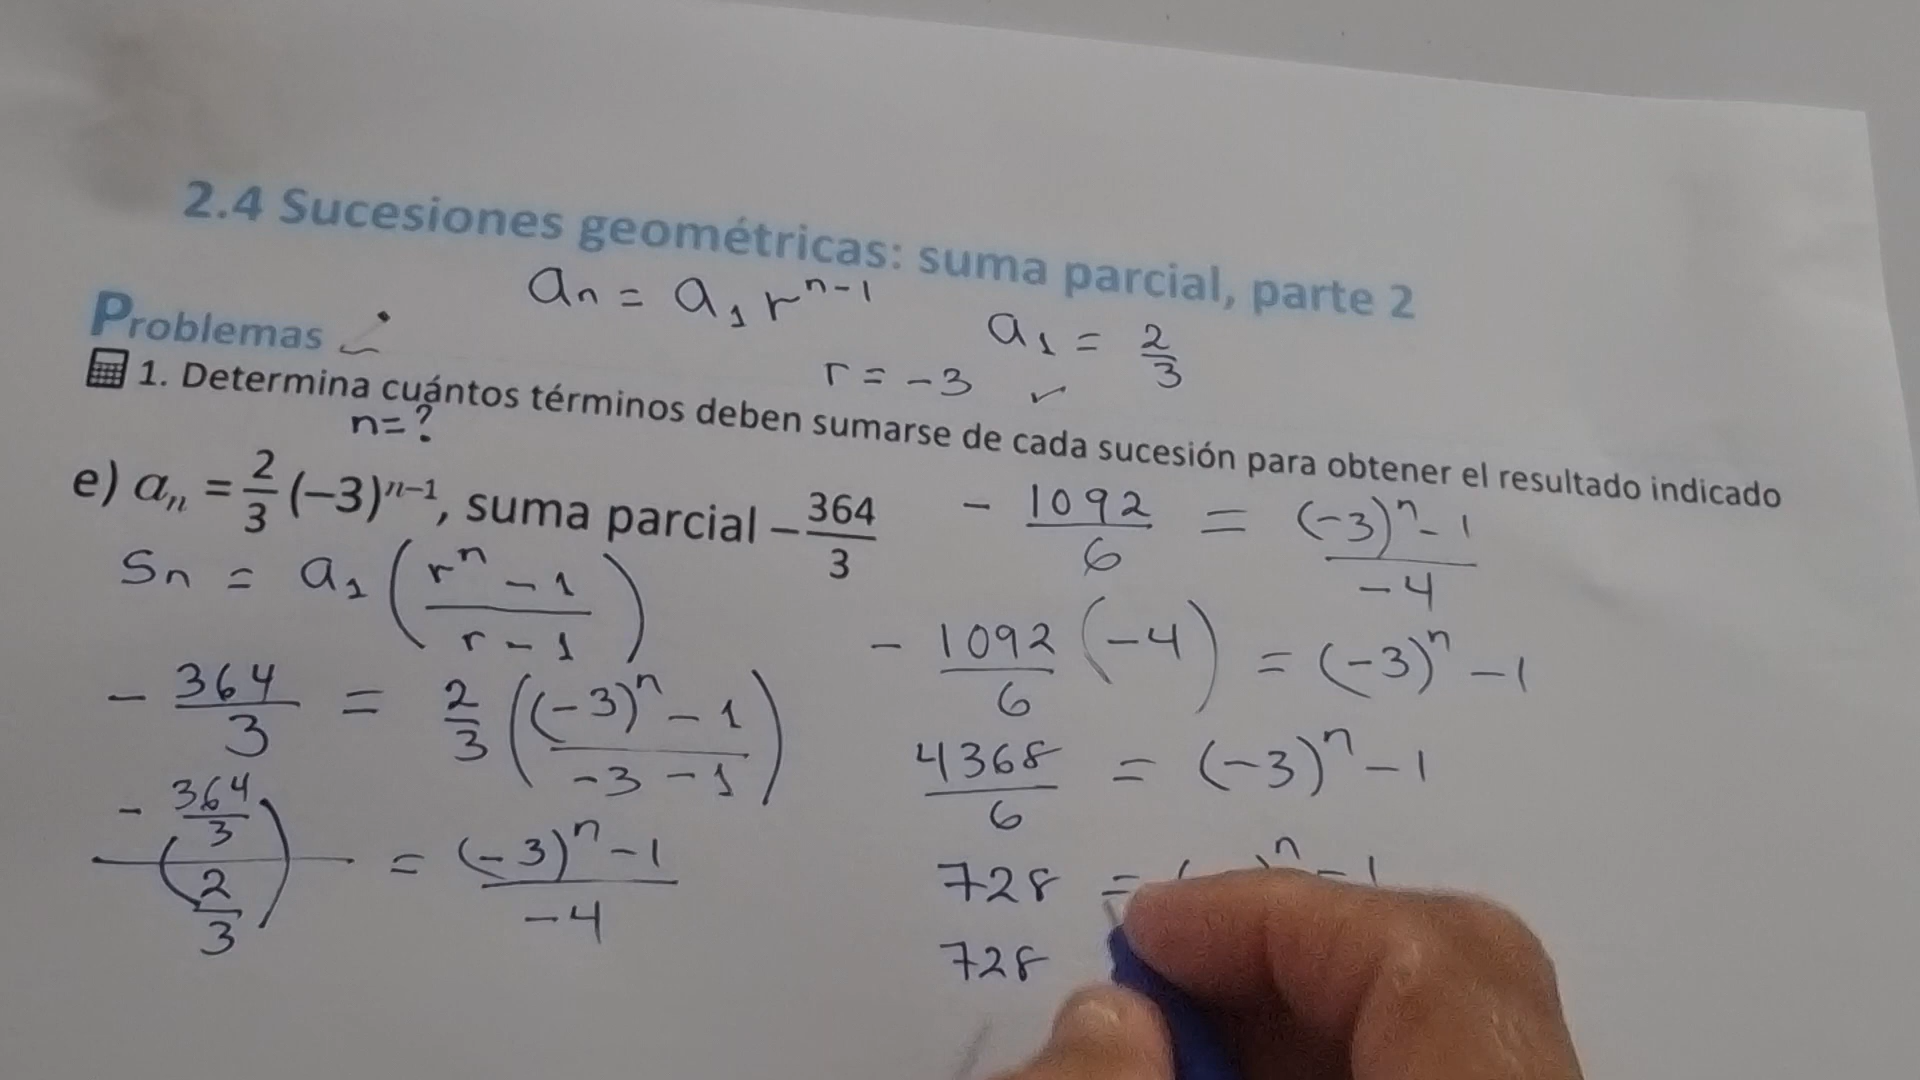 2.4 Sucesiones geométricas: suma parcial, parte 2
aₙ = a₁ rⁿ⁻¹
a₁ = 2/3
Problemas
r = -3 ✓
1. Determina cuántos términos deben sumarse de cada sucesión para obtener el resultado indicado
n=?
e) aₙ = 2/3 (−3)ⁿ⁻¹, suma parcial − 364/3
Sₙ = a₁ ((rⁿ - 1)/(r - 1))
- 364/3 = 2/3 (((-3)ⁿ - 1)/(-3 - 1))
- (364/3)/(2/3) = ((-3)ⁿ - 1)/(-4)
- 1092/6 = ((-3)ⁿ - 1)/(-4)
- 1092/6 (-4) = (-3)ⁿ - 1
4368/6 = (-3)ⁿ - 1
728 = ( )ⁿ - 1
728